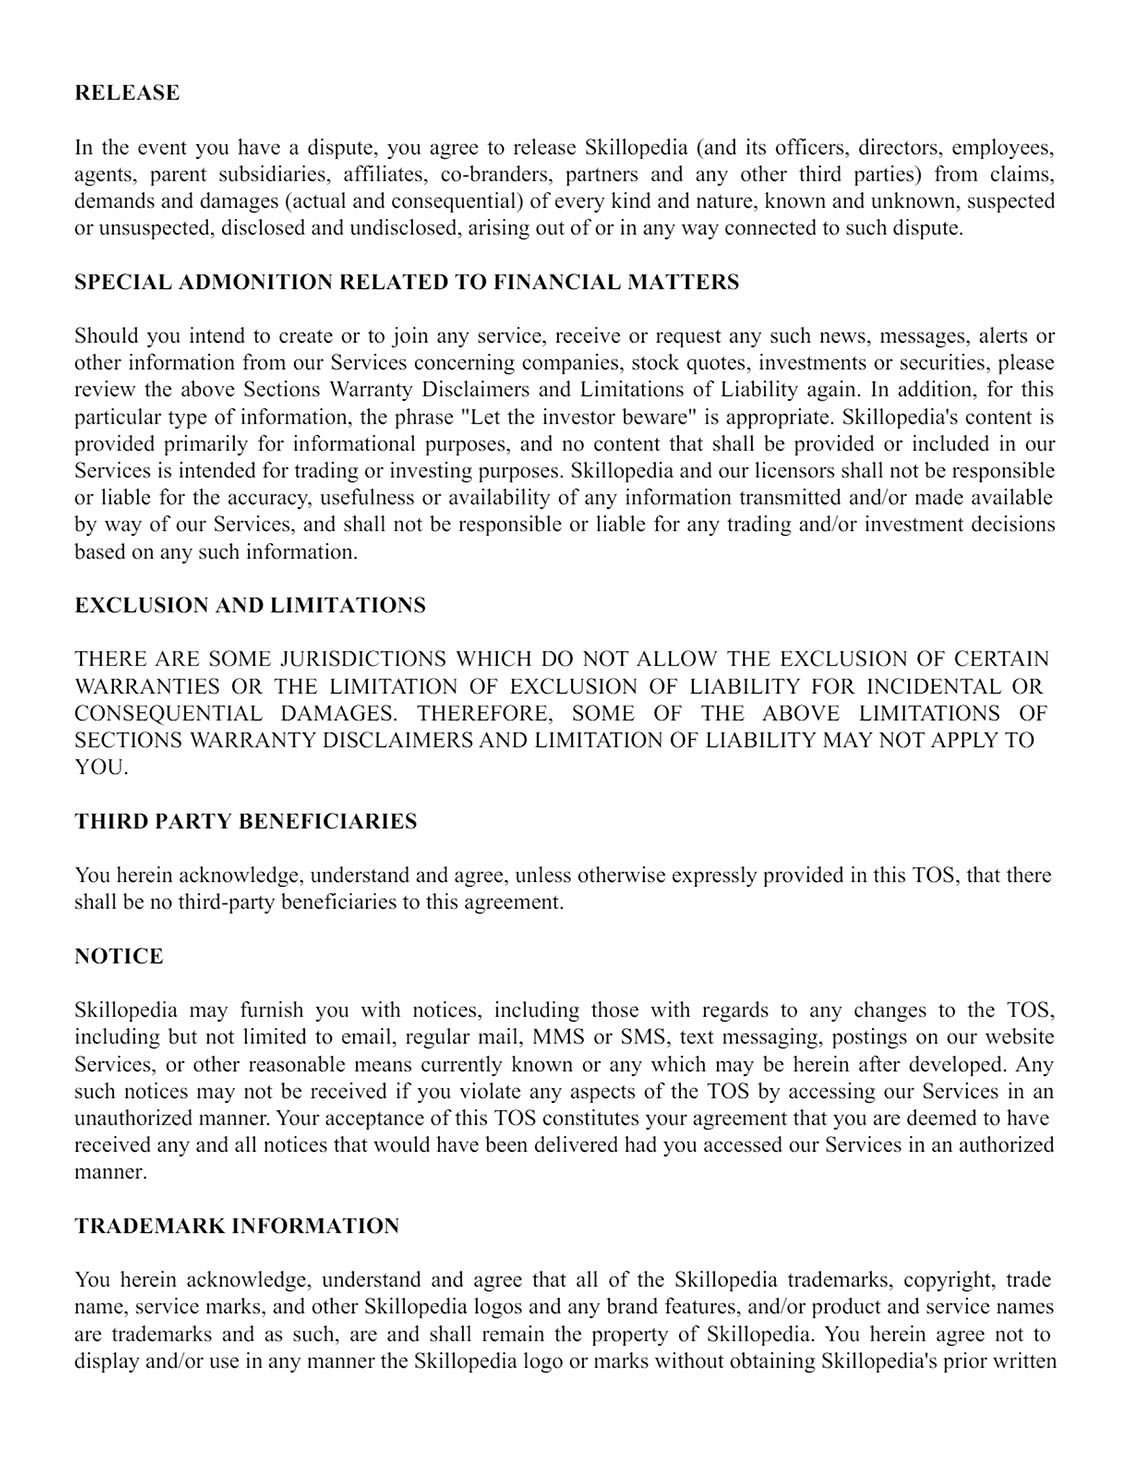 RELEASE
In the event you have a dispute, you agree to release Skillopedia (and its officers, directors, employees,
agents, parent subsidiaries, affiliates, co-branders, partners and any other third parties) from claims,
demands and damages (actual and consequential) of every kind and nature, known and unknown, suspected
or unsuspected, disclosed and undisclosed, arising out of or in any way connected to such dispute.
SPECIAL ADMONITION RELATED TO FINANCIAL MATTERS
Should you intend to create or to join any service, receive or request any such news, messages, alerts or
other information from our Services concerning companies, stock quotes, investments or securities, please
review the above Sections Warranty Disclaimers and Limitations of Liability again. In addition, for this
particular type of information, the phrase "Let the investor beware" is appropriate. Skillopedia's content is
provided primarily for informational purposes, and no content that shall be provided or included in our
Services is intended for trading or investing purposes. Skillopedia and our licensors shall not be responsible
or liable for the accuracy, usefulness or availability of any information transmitted and/or made available
by way of our Services, and shall not be responsible or liable for any trading and/or investment decisions
based on any such information.
EXCLUSION AND LIMITATIONS
THERE ARE SOME JURISDICTIONS WHICH DO NOT ALLOW THE EXCLUSION OF CERTAIN
WARRANTIES OR THE LIMITATION OF EXCLUSION OF LIABILITY FOR INCIDENTAL OR
CONSEQUENTIAL DAMAGES. THEREFORE, SOME OF THE ABOVE LIMITATIONS OF
SECTIONS WARRANTY DISCLAIMERS AND LIMITATION OF LIABILITY MAY NOT APPLY TO
YOU.
THIRD PARTY BENEFICIARIES
You herein acknowledge, understand and agree, unless otherwise expressly provided in this TOS, that there
shall be no third-party beneficiaries to this agreement.
NOTICE
Skillopedia may furnish you with notices, including those with regards to any changes to the TOS,
including but not limited to email, regular mail, MMS or SMS, text messaging, postings on our website
Services, or other reasonable means currently known or any which may be herein after developed. Any
such notices may not be received if you violate any aspects of the TOS by accessing our Services in an
unauthorized manner. Your acceptance of this TOS constitutes your agreement that you are deemed to have
received any and all notices that would have been delivered had you accessed our Services in an authorized
manner.
TRADEMARK INFORMATION
You herein acknowledge, understand and agree that all of the Skillopedia trademarks, copyright, trade
name, service marks, and other Skillopedia logos and any brand features, and/or product and service names
are trademarks and as such, are and shall remain the property of Skillopedia. You herein agree not to
display and/or use in any manner the Skillopedia logo or marks without obtaining Skillopedia's prior written